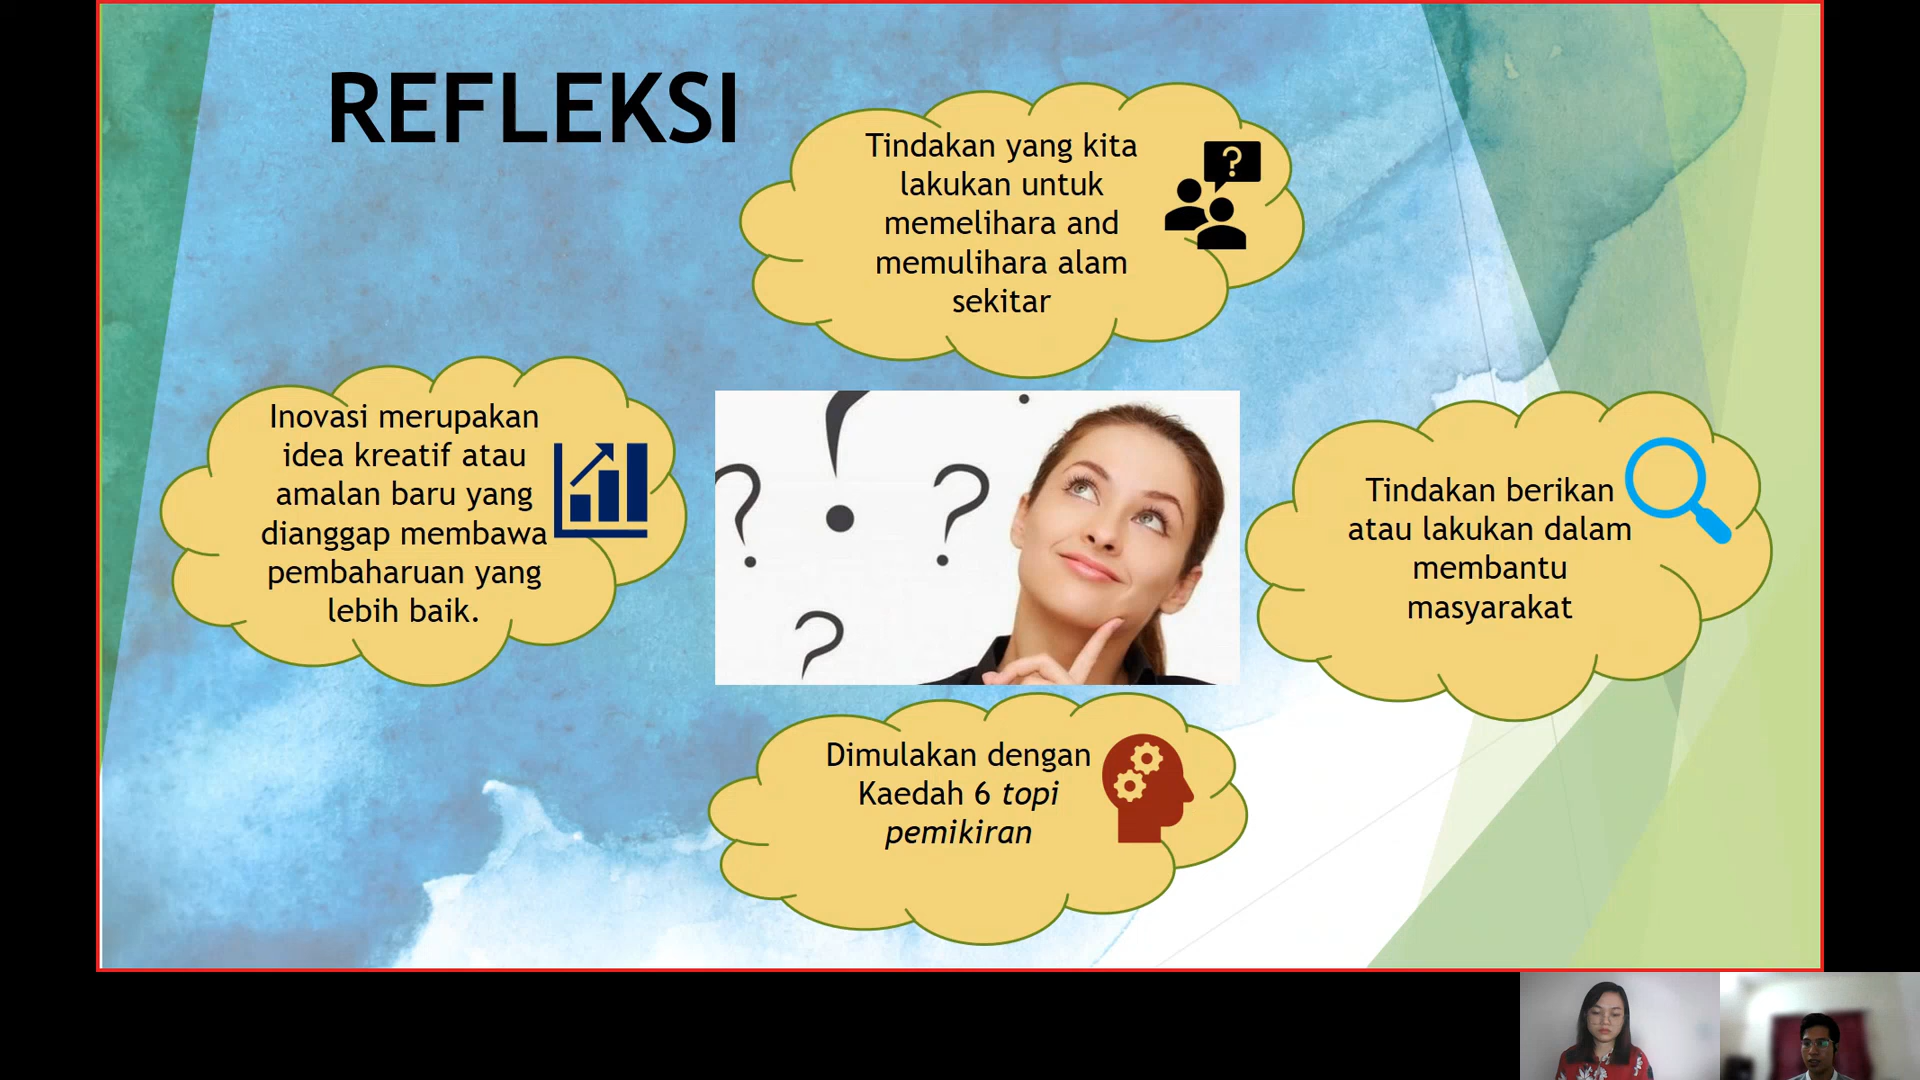 REFLEKSI
Tindakan yang kita
lakukan untuk
memelihara and
memulihara alam
sekitar
?
Inovasi merupakan
idea kreatif atau
amalan baru yang
dianggap membawa
pembaharuan yang
lebih baik.
? ? ?
?
Tindakan berikan
atau lakukan dalam
membantu
masyarakat
Dimulakan dengan
Kaedah 6 topi
pemikiran